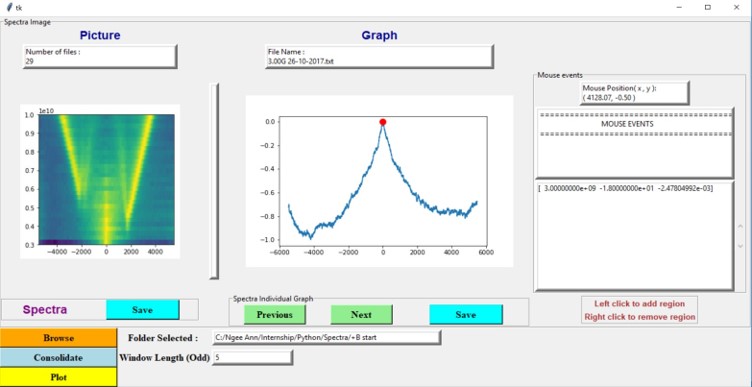 tk
Spectra Image
Picture
Graph
Number of files :
29
File Name :
3.00G 26-10-2017.txt
Mouse events
Mouse Position( x , y ):
( 4128.07, -0.50 )
MOUSE EVENTS
[ 3.00000000e+09 -1.80000000e+01 -2.47804992e-03]
1e10
1.0
0.9
0.8
0.7
0.6
0.5
0.4
0.3
-4000 -2000 0 2000 4000
0.0
-0.2
-0.4
-0.6
-0.8
-1.0
-6000 -4000 -2000 0 2000 4000 6000
Spectra
Save
Spectra Individual Graph
Previous
Next
Save
Left click to add region
Right click to remove region
Browse
Folder Selected :
C:/Ngee Ann/Internship/Python/Spectra/+B start
Consolidate
Window Length (Odd)
5
Plot